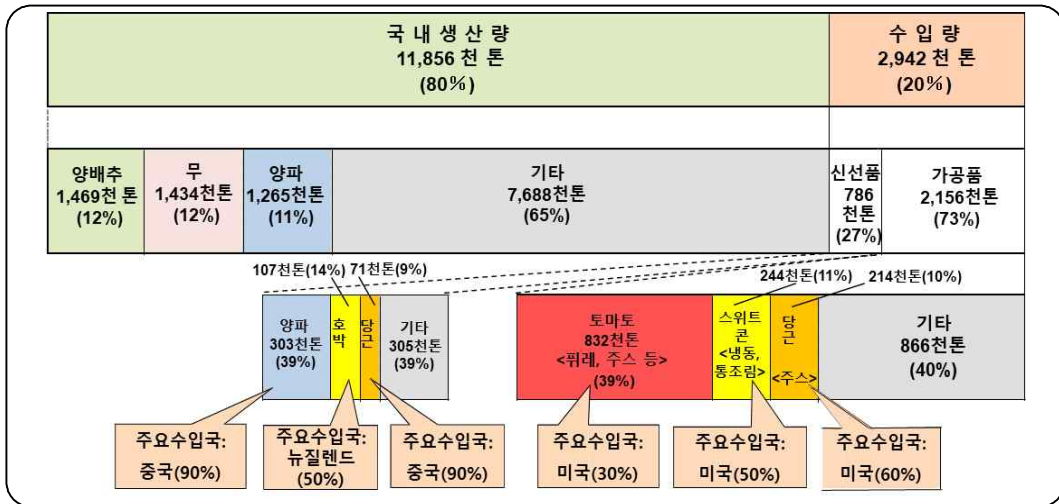 국 내 생 산 량
11,856 천 톤
(80%)
수 입 량
2,942 천 톤
(20%)
양배추
1,469천 톤
(12%)
무
1,434천톤
(12%)
양파
1,265천톤
(11%)
기타
7,688천톤
(65%)
신선품
786
천톤
(27%)
가공품
2,156천톤
(73%)
107천톤(14%)
71천톤(9%)
244천톤(11%)
214천톤(10%)
양파
303천톤
(39%)
호
박
당
근
기타
305천톤
(39%)
토마토
832천톤
<퓌레, 주스 등>
(39%)
스위트
콘
<냉동,
통조림>
당
근
<주스>
기타
866천톤
(40%)
주요수입국:
중국(90%)
주요수입국:
뉴질렌드
(50%)
주요수입국:
중국(90%)
주요수입국:
미국(30%)
주요수입국:
미국(50%)
주요수입국:
미국(60%)